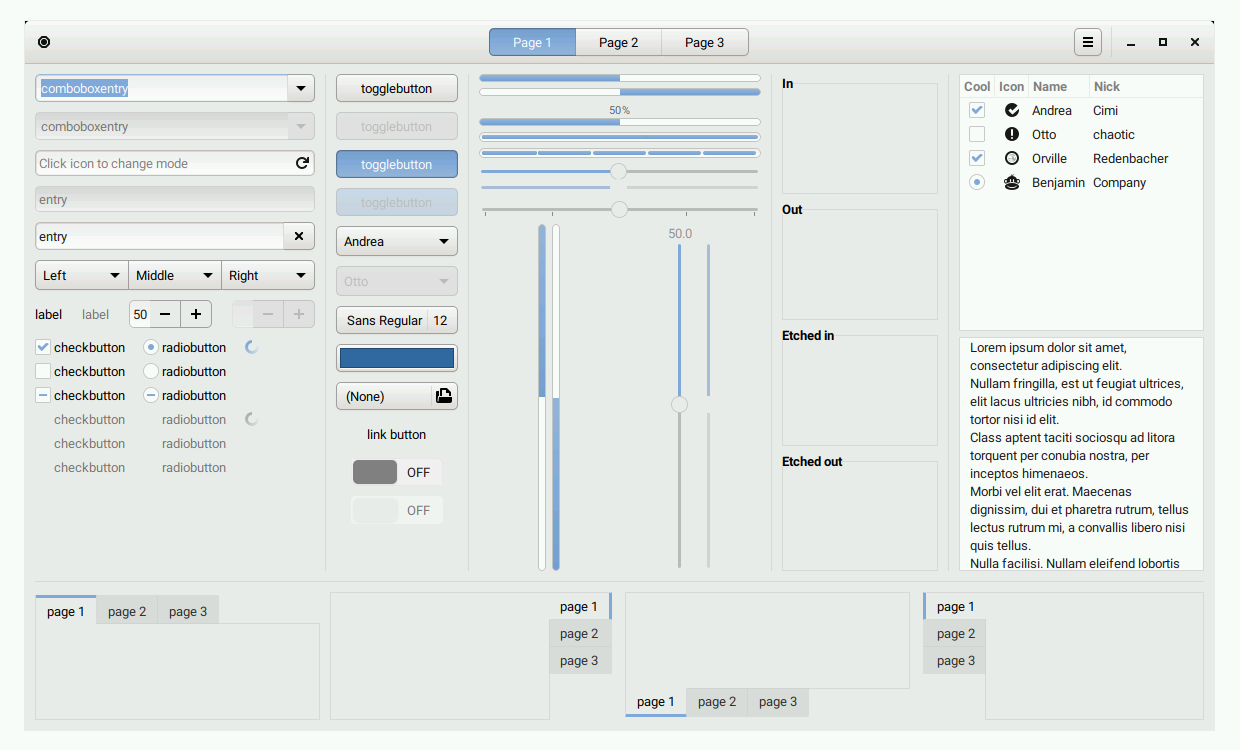 Page 1 Page 2 Page 3
comboboxentry
comboboxentry
Click icon to change mode
entry
entry
Left Middle Right
label label 50
checkbutton radiobutton
checkbutton radiobutton
checkbutton radiobutton
checkbutton radiobutton
checkbutton radiobutton
checkbutton radiobutton
togglebutton
togglebutton
togglebutton
togglebutton
Andrea
Otto
Sans Regular 12
(None)
link button
OFF
OFF
50%
50.0
In
Out
Etched in
Etched out
Cool Icon Name Nick
Andrea Cimi
Otto chaotic
Orville Redenbacher
Benjamin Company
Lorem ipsum dolor sit amet,
consectetur adipiscing elit.
Nullam fringilla, est ut feugiat ultrices,
elit lacus ultricies nibh, id commodo
tortor nisi id elit.
Class aptent taciti sociosqu ad litora
torquent per conubia nostra, per
inceptos himenaeos.
Morbi vel elit erat. Maecenas
dignissim, dui et pharetra rutrum, tellus
lectus rutrum mi, a convallis libero nisi
quis tellus.
Nulla facilisi. Nullam eleifend lobortis
page 1 page 2 page 3
page 1
page 2
page 3
page 1 page 2 page 3
page 1
page 2
page 3